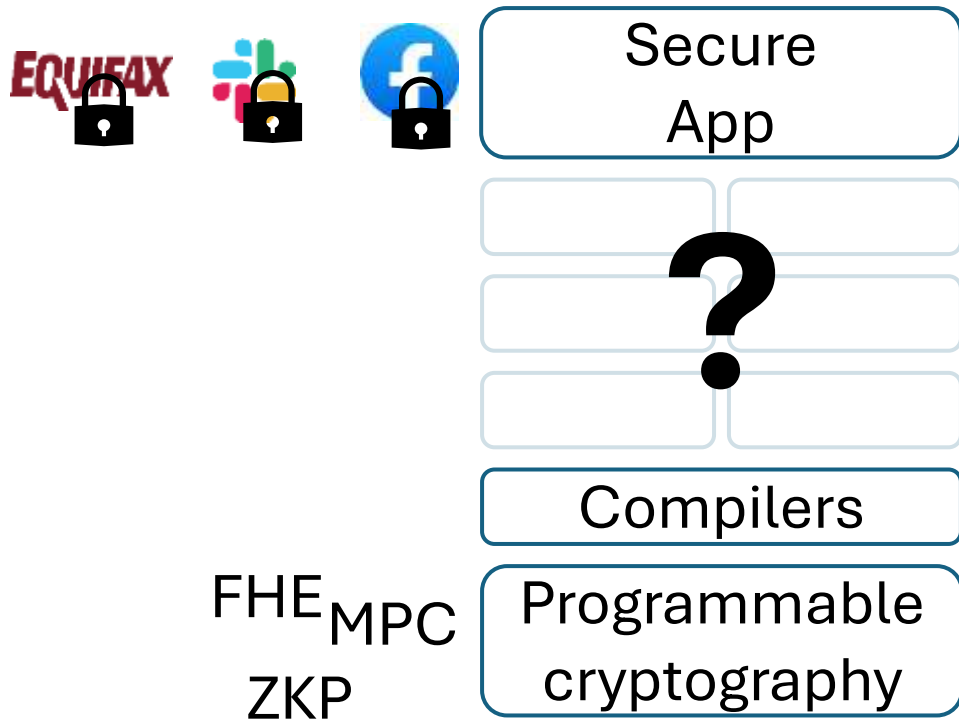 EQUIFAX
Secure
App
?
Compilers
FHE
MPC
ZKP
Programmable
cryptography